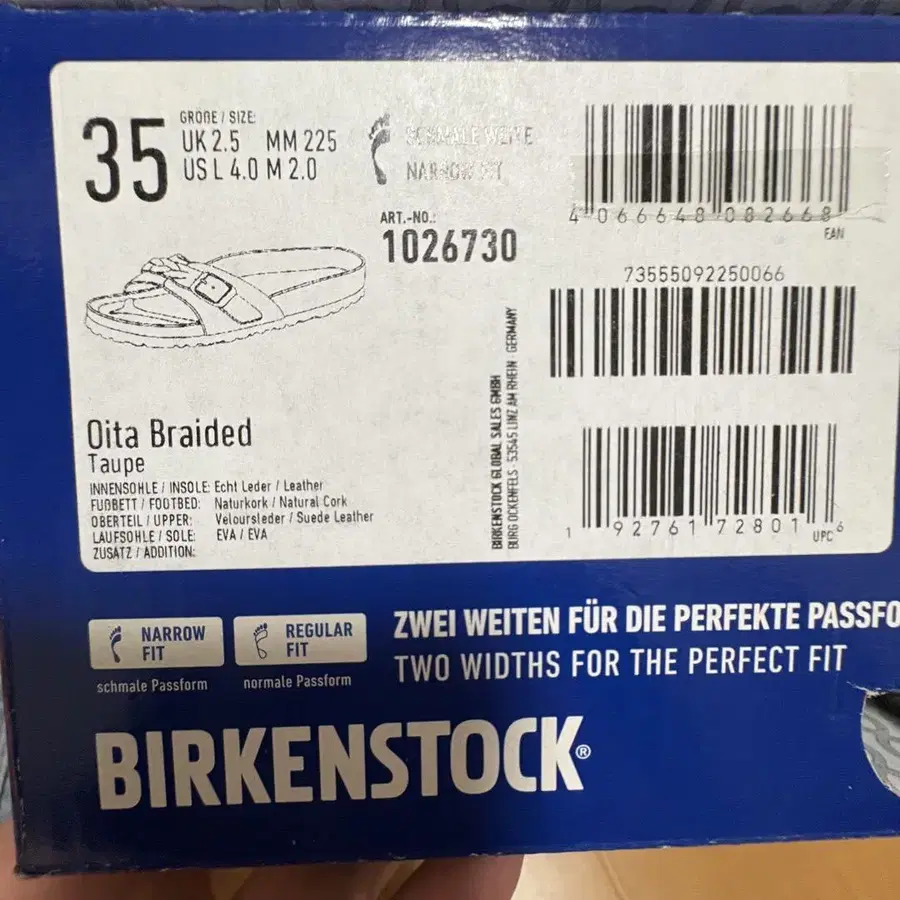 35
GRÖßE / SIZE:
UK 2.5 MM 225
US L 4.0 M 2.0
SCHMALE WEITE
NARROW FIT
ART.-NO.:
1026730
4 066648 082668
EAN
73555092250066
BIRKENSTOCK GLOBAL SALES GMBH
BURG OCKENFELS · 53545 LINZ AM RHEIN · GERMANY
1 92761 72801 6
UPC
Oita Braided
Taupe
INNENSOHLE / INSOLE: Echt Leder / Leather
FUßBETT / FOOTBED: Naturkork / Natural Cork
OBERTEIL / UPPER: Veloursleder / Suede Leather
LAUFSOHLE / SOLE: EVA / EVA
ZUSATZ / ADDITION:
NARROW
FIT
schmale Passform
REGULAR
FIT
normale Passform
ZWEI WEITEN FÜR DIE PERFEKTE PASSFO
TWO WIDTHS FOR THE PERFECT FIT
BIRKENSTOCK®